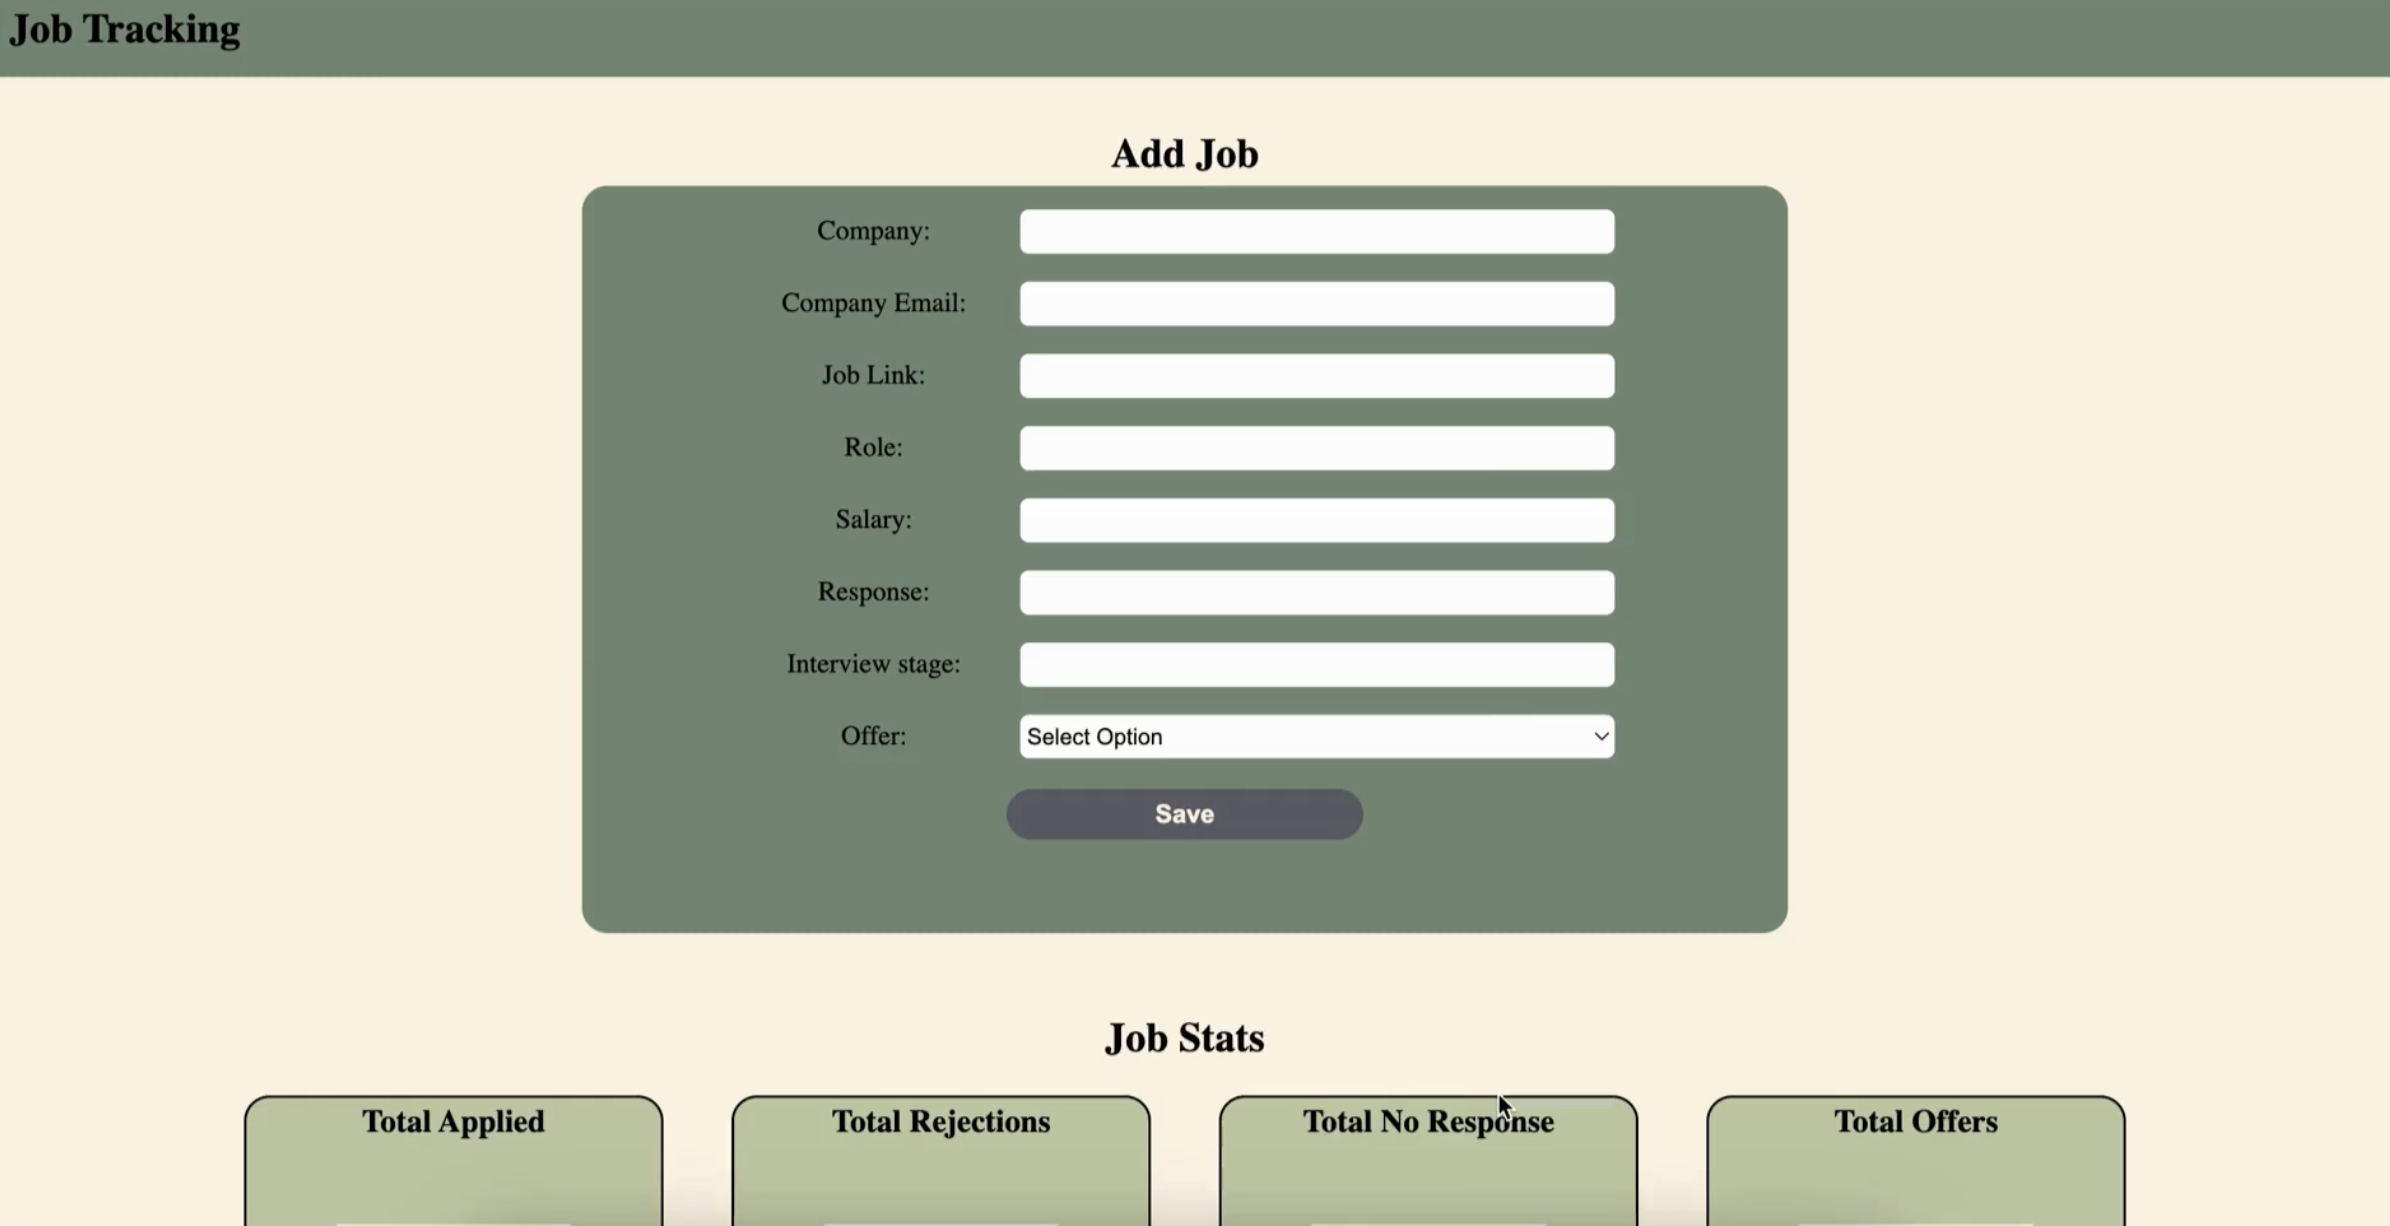 Job Tracking
Add Job
Company:
Company Email:
Job Link:
Role:
Salary:
Response:
Interview stage:
Offer: Select Option
Save
Job Stats
Total Applied Total Rejections Total No Response Total Offers